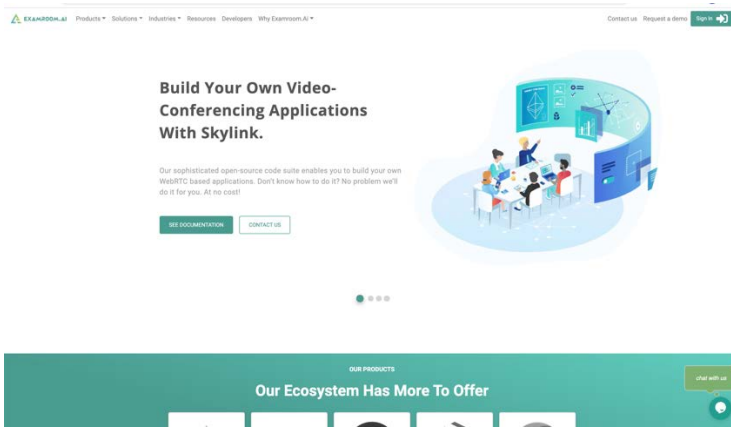 EXAMROOM.AI Products Solutions Industries Resources Developers Why Examroom.Ai Contact us Request a demo Sign In
Build Your Own Video-
Conferencing Applications
With Skylink.
Our sophisticated open-source code suite enables you to build your own
WebRTC based applications. Don't know how to do it? No problem we'll
do it for you. At no cost!
SEE DOCUMENTATION CONTACT US
OUR PRODUCTS
Our Ecosystem Has More To Offer
chat with us